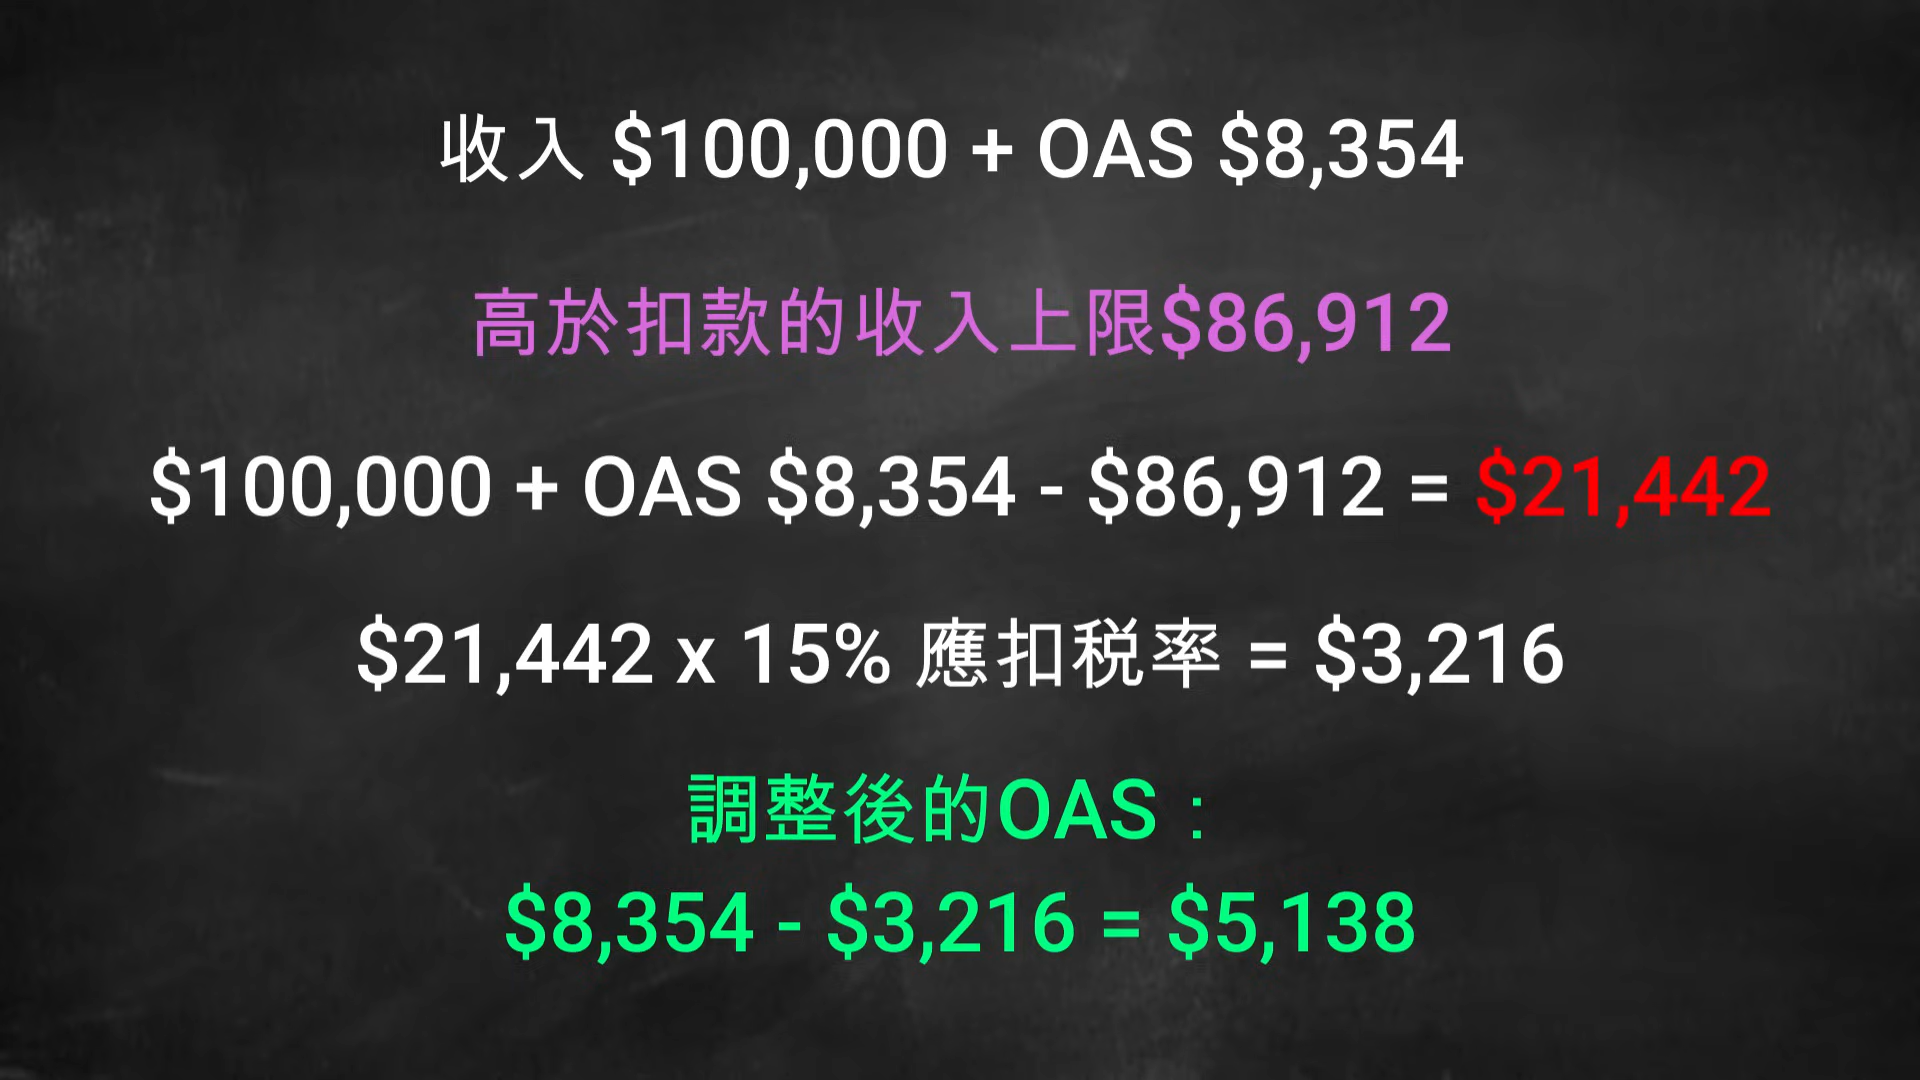 收入 $100,000 + OAS $8,354
高於扣款的收入上限$86,912
$100,000 + OAS $8,354 - $86,912 = $21,442
$21,442 x 15% 應扣税率 = $3,216
調整後的OAS：
$8,354 - $3,216 = $5,138